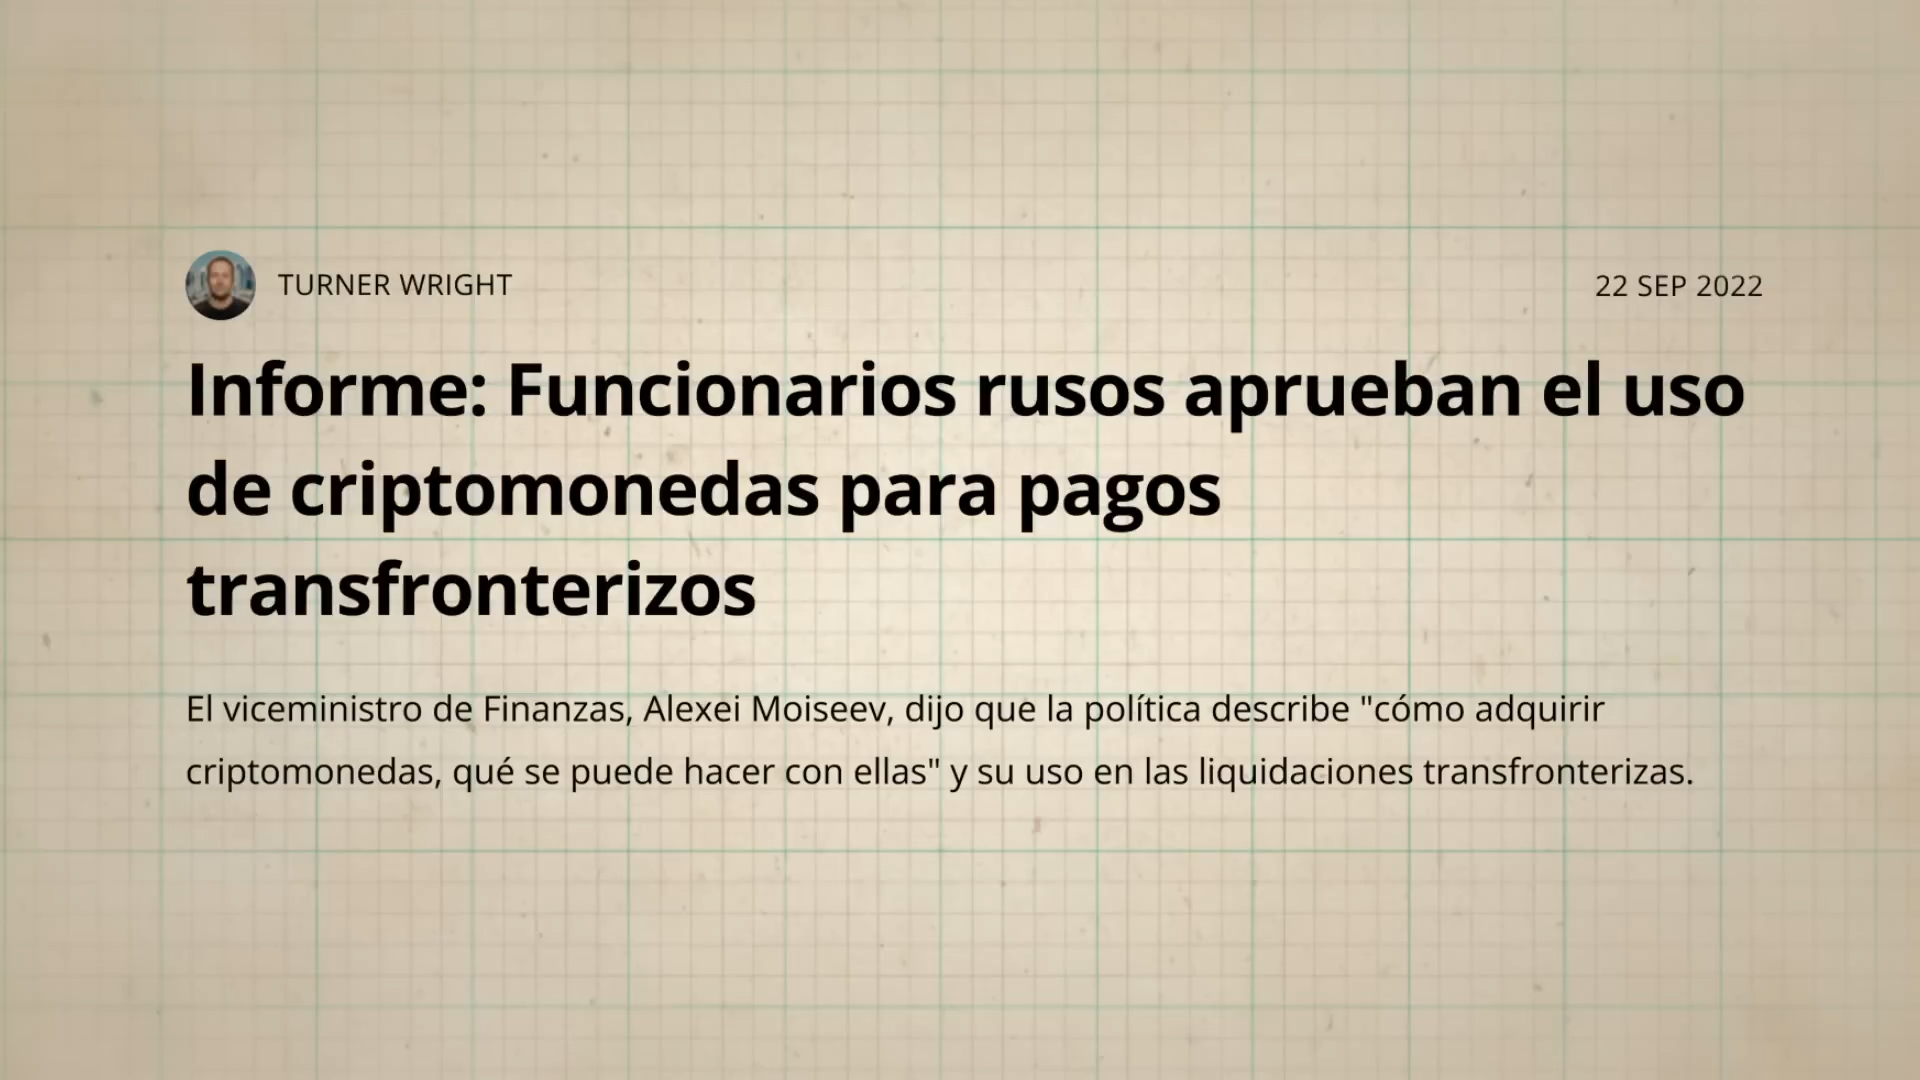 TURNER WRIGHT
22 SEP 2022
Informe: Funcionarios rusos aprueban el uso
de criptomonedas para pagos
transfronterizos
El viceministro de Finanzas, Alexei Moiseev, dijo que la política describe "cómo adquirir
criptomonedas, qué se puede hacer con ellas" y su uso en las liquidaciones transfronterizas.